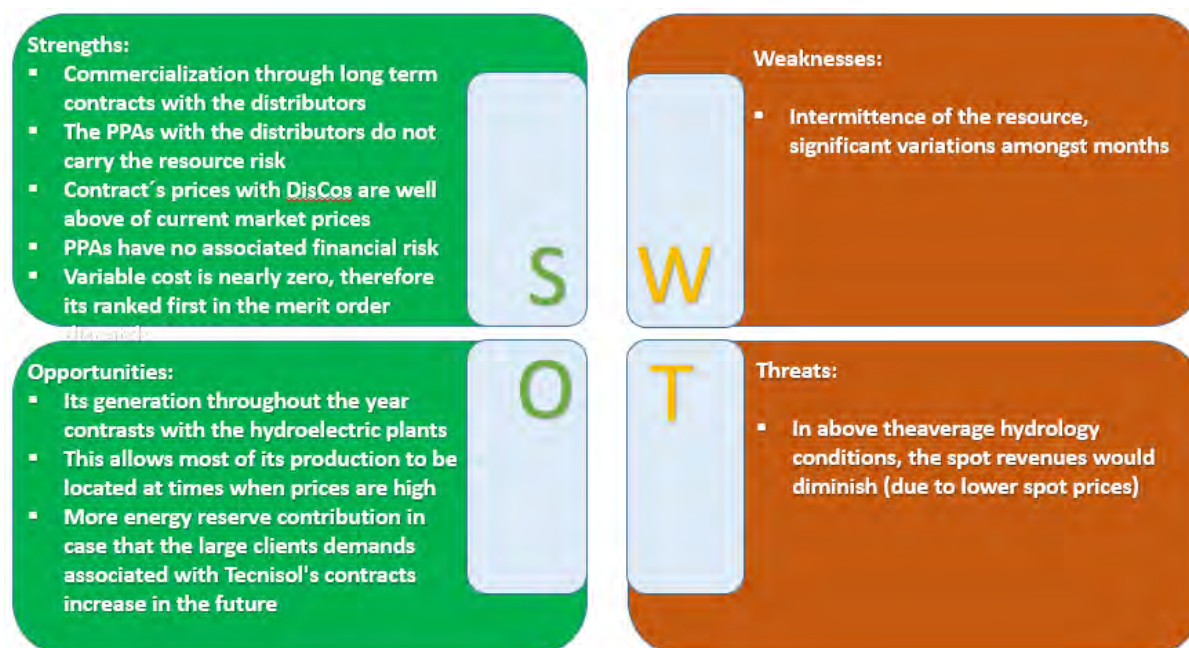 Strengths:
▪ Commercialization through long term
contracts with the distributors
▪ The PPAs with the distributors do not
carry the resource risk
▪ Contract´s prices with DisCos are well
above of current market prices
▪ PPAs have no associated financial risk
▪ Variable cost is nearly zero, therefore
its ranked first in the merit order
S
W
Weaknesses:
▪ Intermittence of the resource,
significant variations amongst months
Opportunities:
▪ Its generation throughout the year
contrasts with the hydroelectric plants
▪ This allows most of its production to be
located at times when prices are high
▪ More energy reserve contribution in
case that the large clients demands
associated with Tecnisol's contracts
increase in the future
O
T
Threats:
▪ In above theaverage hydrology
conditions, the spot revenues would
diminish (due to lower spot prices)